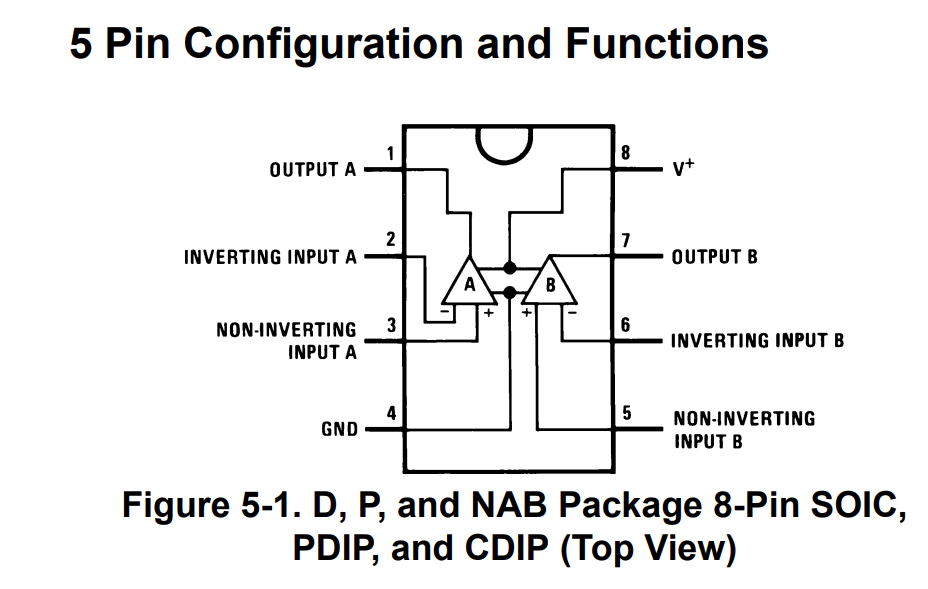 5 Pin Configuration and Functions
1
OUTPUT A
8
V+
2
INVERTING INPUT A
7
OUTPUT B
A
B
- +
+ -
3
NON-INVERTING
INPUT A
6
INVERTING INPUT B
4
GND
5
NON-INVERTING
INPUT B
Figure 5-1. D, P, and NAB Package 8-Pin SOIC,
PDIP, and CDIP (Top View)